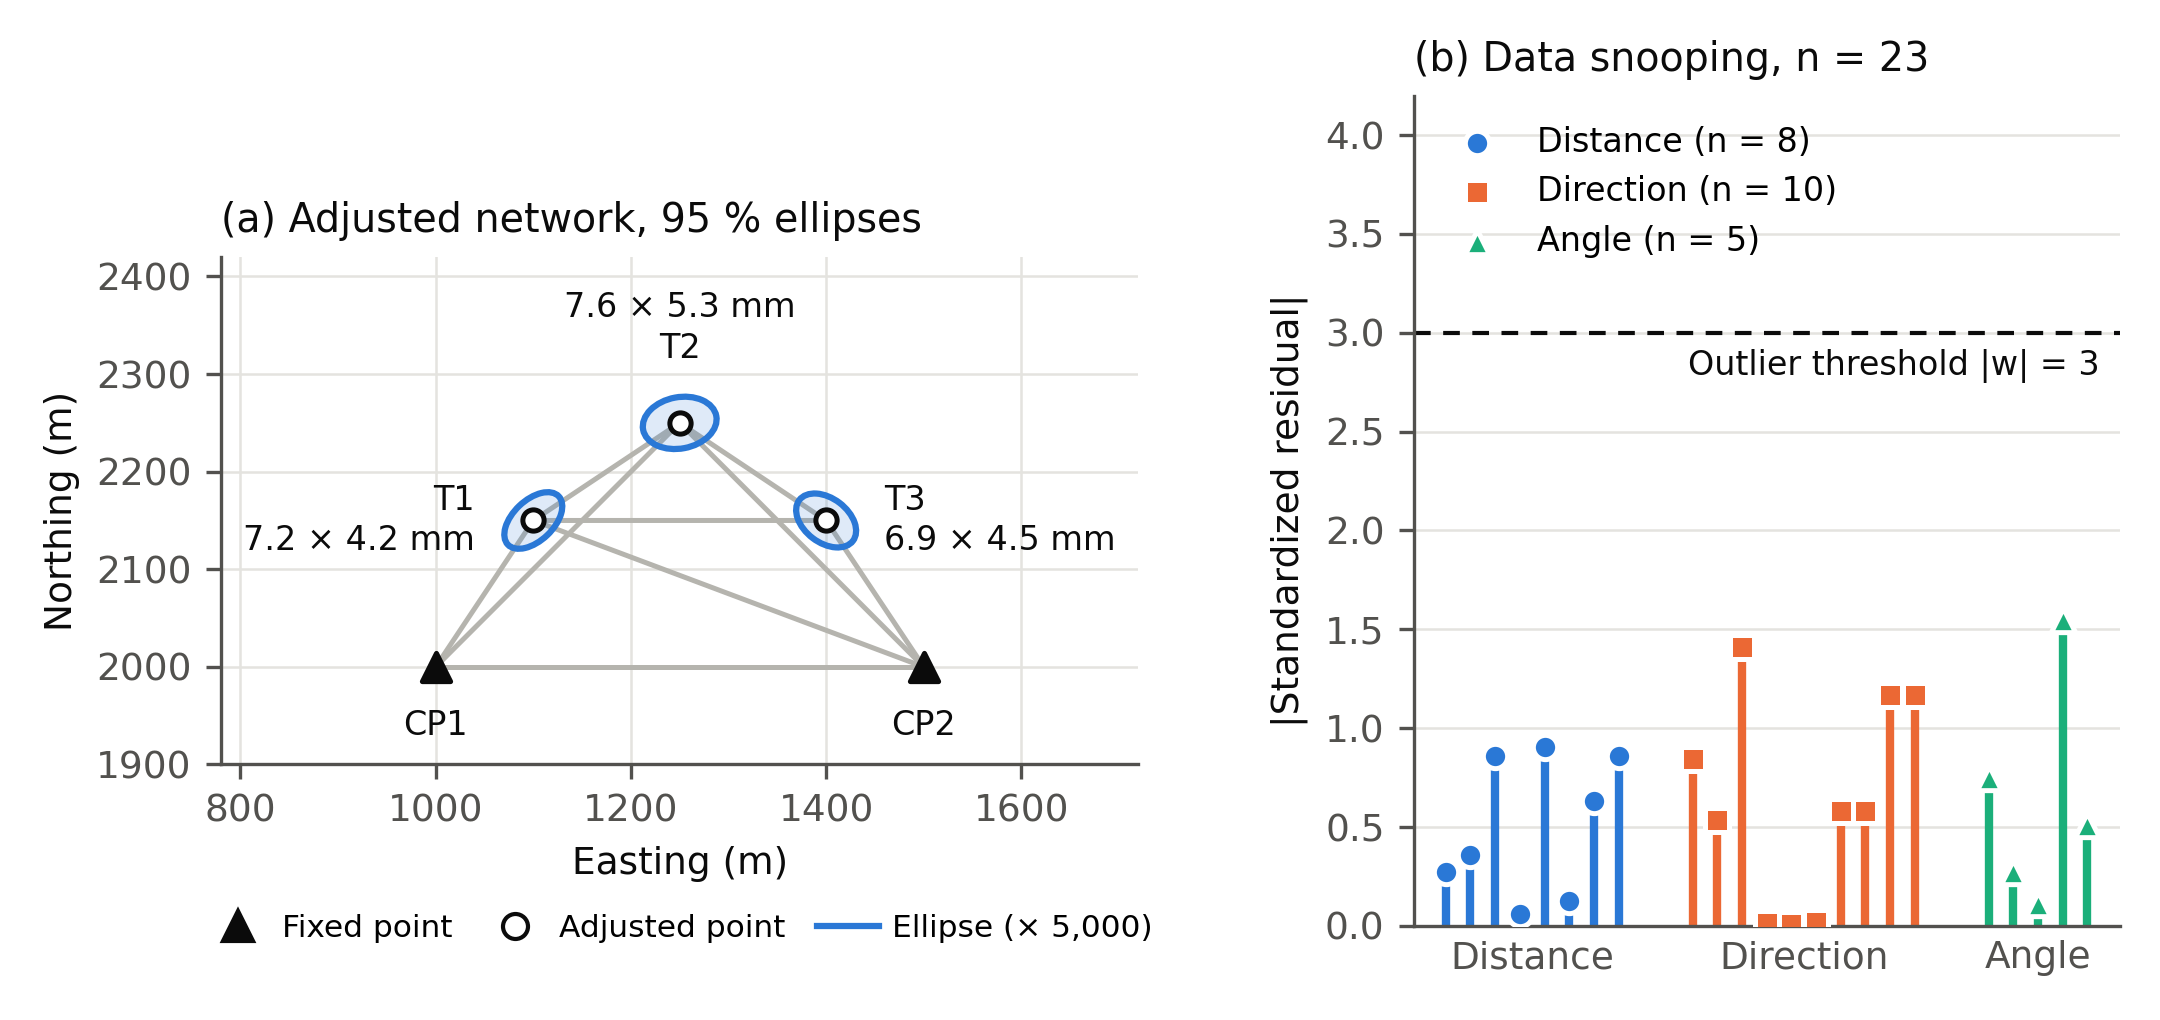 (a) Adjusted network, 95 % ellipses
Northing (m)
2400
2300
2200
2100
2000
1900
7.6 × 5.3 mm
T2
T1
7.2 × 4.2 mm
T3
6.9 × 4.5 mm
CP1
CP2
800
1000
1200
1400
1600
Easting (m)
Fixed point
Adjusted point
Ellipse (× 5,000)
(b) Data snooping, n = 23
|Standardized residual|
4.0
3.5
3.0
2.5
2.0
1.5
1.0
0.5
0.0
Distance (n = 8)
Direction (n = 10)
Angle (n = 5)
Outlier threshold |w| = 3
Distance
Direction
Angle